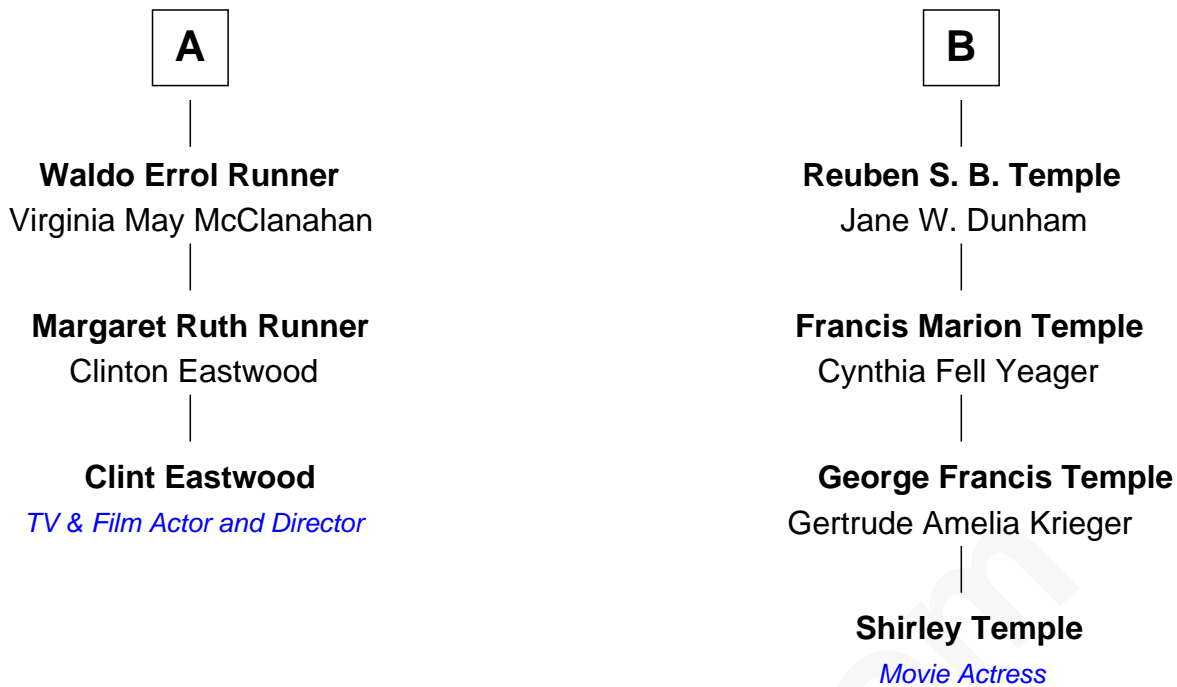 A
Waldo Errol Runner
Virginia May McClanahan
Margaret Ruth Runner
Clinton Eastwood
Clint Eastwood
TV & Film Actor and Director
B
Reuben S. B. Temple
Jane W. Dunham
Francis Marion Temple
Cynthia Fell Yeager
George Francis Temple
Gertrude Amelia Krieger
Shirley Temple
Movie Actress